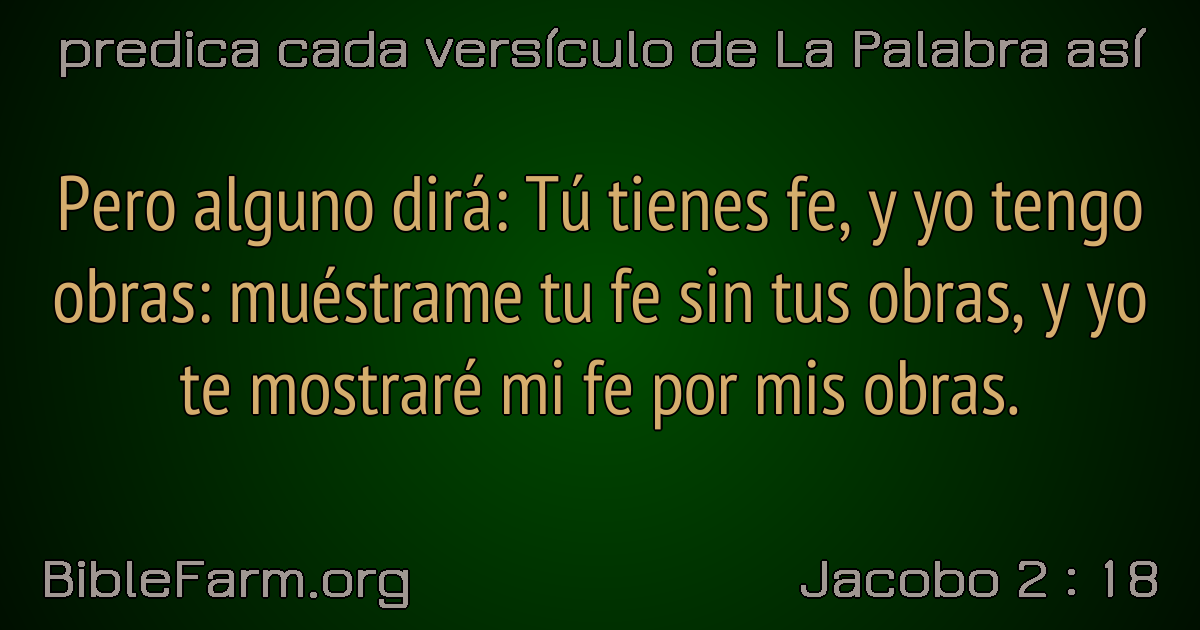 predica cada versículo de La Palabra así
Pero alguno dirá: Tú tienes fe, y yo tengo
obras: muéstrame tu fe sin tus obras, y yo
te mostraré mi fe por mis obras.
BibleFarm.org
Jacobo 2 : 18